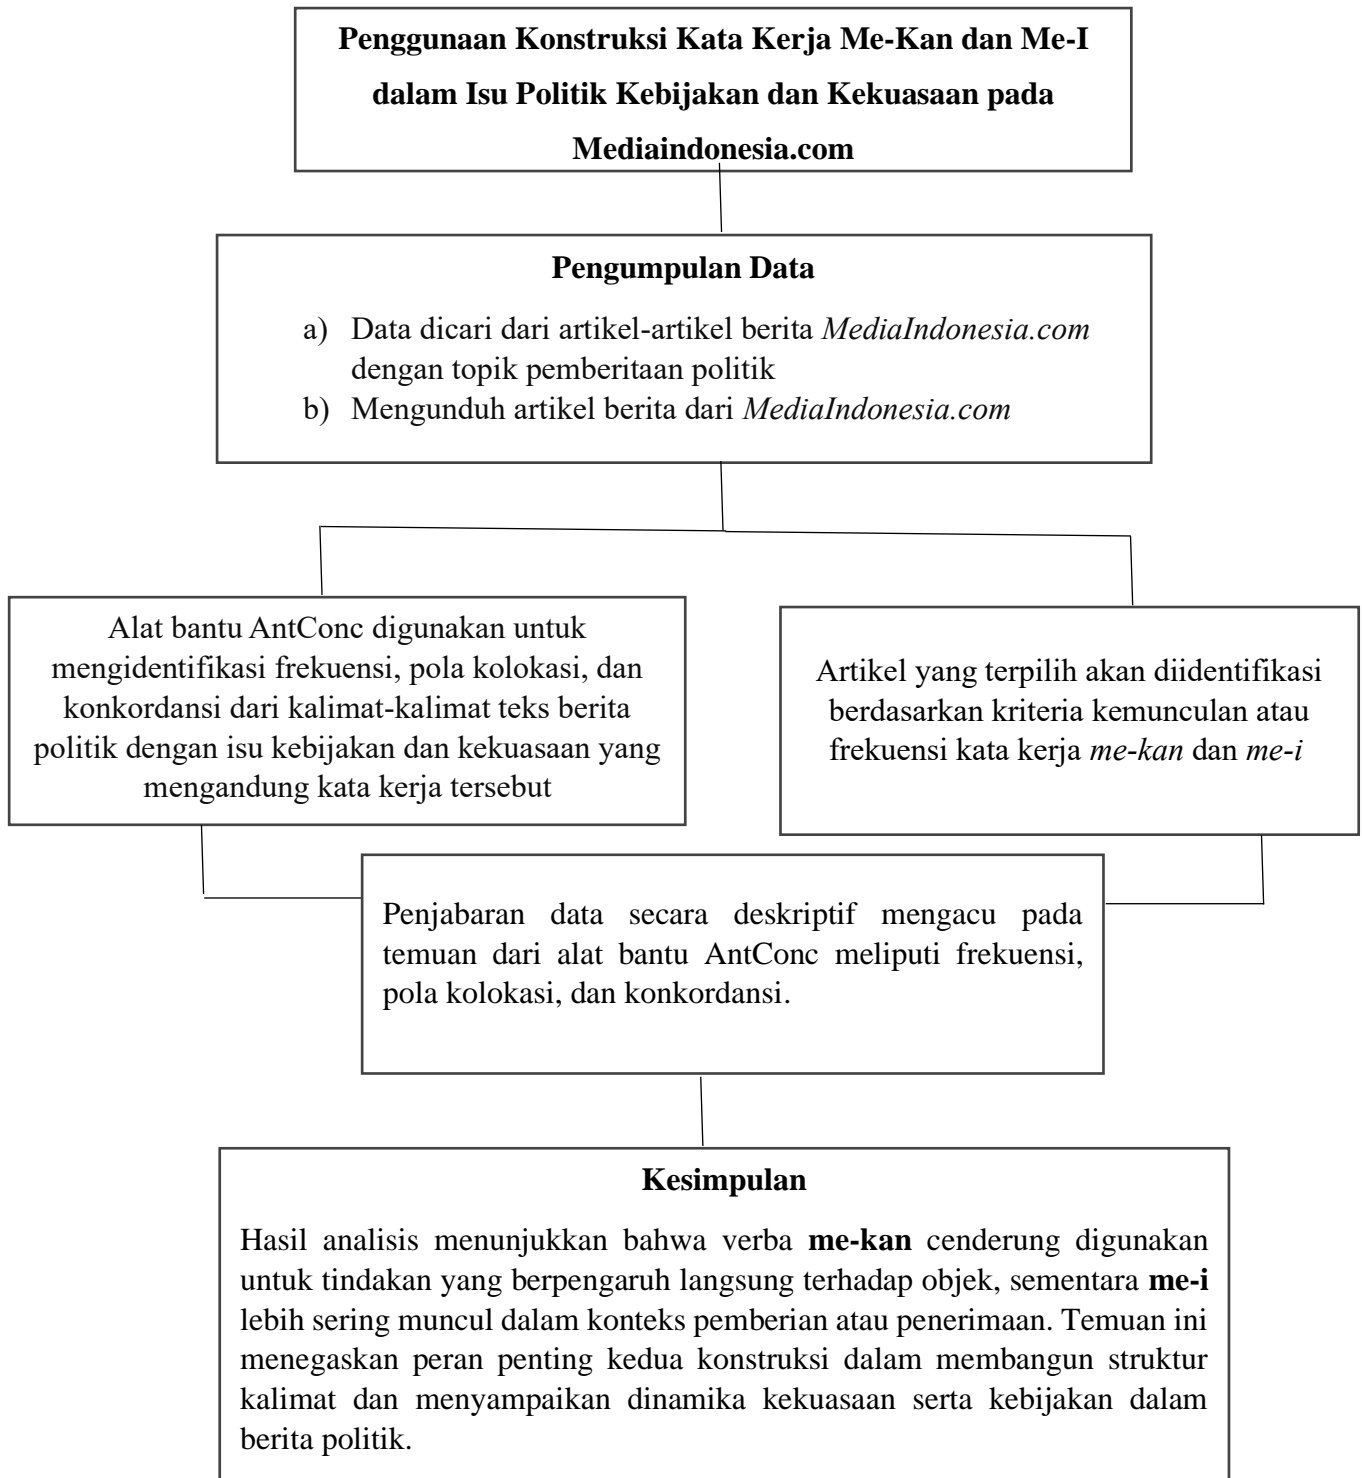 Penggunaan Konstruksi Kata Kerja Me-Kan dan Me-I
dalam Isu Politik Kebijakan dan Kekuasaan pada
Mediaindonesia.com
Pengumpulan Data
a) Data dicari dari artikel-artikel berita MediaIndonesia.com
dengan topik pemberitaan politik
b) Mengunduh artikel berita dari MediaIndonesia.com
Alat bantu AntConc digunakan untuk
mengidentifikasi frekuensi, pola kolokasi, dan
konkordansi dari kalimat-kalimat teks berita
politik dengan isu kebijakan dan kekuasaan yang
mengandung kata kerja tersebut
Artikel yang terpilih akan diidentifikasi
berdasarkan kriteria kemunculan atau
frekuensi kata kerja me-kan dan me-i
Penjabaran data secara deskriptif mengacu pada
temuan dari alat bantu AntConc meliputi frekuensi,
pola kolokasi, dan konkordansi.
Kesimpulan
Hasil analisis menunjukkan bahwa verba me-kan cenderung digunakan
untuk tindakan yang berpengaruh langsung terhadap objek, sementara me-i
lebih sering muncul dalam konteks pemberian atau penerimaan. Temuan ini
menegaskan peran penting kedua konstruksi dalam membangun struktur
kalimat dan menyampaikan dinamika kekuasaan serta kebijakan dalam
berita politik.